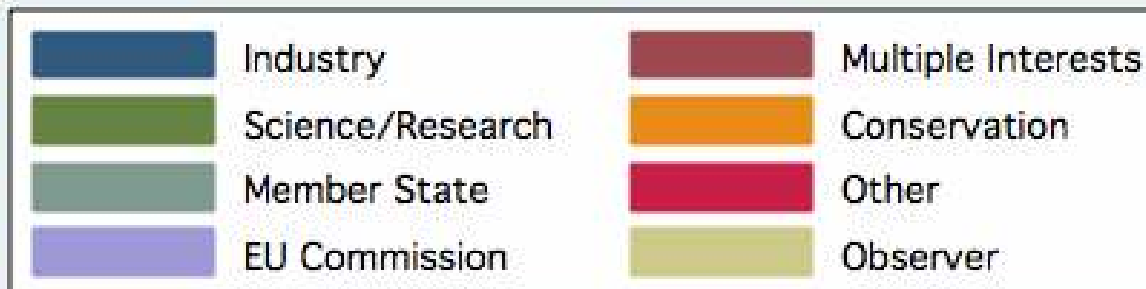 Industry
Multiple Interests
Science/Research
Conservation
Member State
Other
EU Commission
Observer